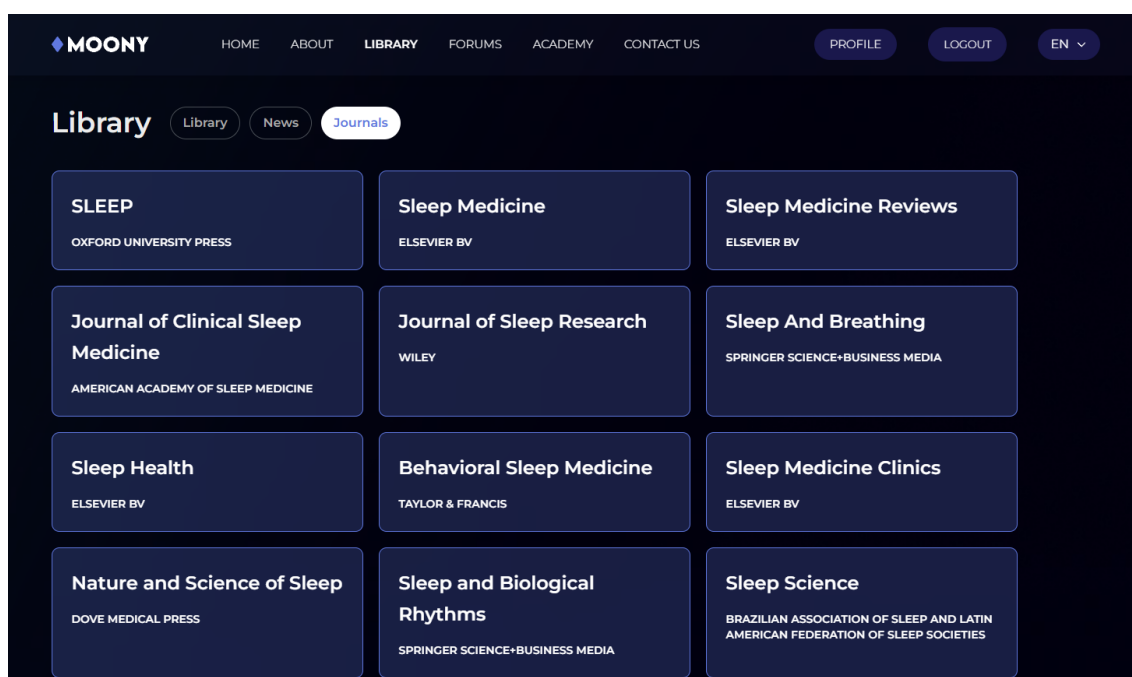 MOONY
HOME ABOUT LIBRARY FORUMS ACADEMY CONTACT US PROFILE LOGOUT EN
Library Library News Journals
SLEEP
OXFORD UNIVERSITY PRESS
Sleep Medicine
ELSEVIER BV
Sleep Medicine Reviews
ELSEVIER BV
Journal of Clinical Sleep
Medicine
AMERICAN ACADEMY OF SLEEP MEDICINE
Journal of Sleep Research
WILEY
Sleep And Breathing
SPRINGER SCIENCE+BUSINESS MEDIA
Sleep Health
ELSEVIER BV
Behavioral Sleep Medicine
TAYLOR & FRANCIS
Sleep Medicine Clinics
ELSEVIER BV
Nature and Science of Sleep
DOVE MEDICAL PRESS
Sleep and Biological
Rhythms
SPRINGER SCIENCE+BUSINESS MEDIA
Sleep Science
BRAZILIAN ASSOCIATION OF SLEEP AND LATIN
AMERICAN FEDERATION OF SLEEP SOCIETIES